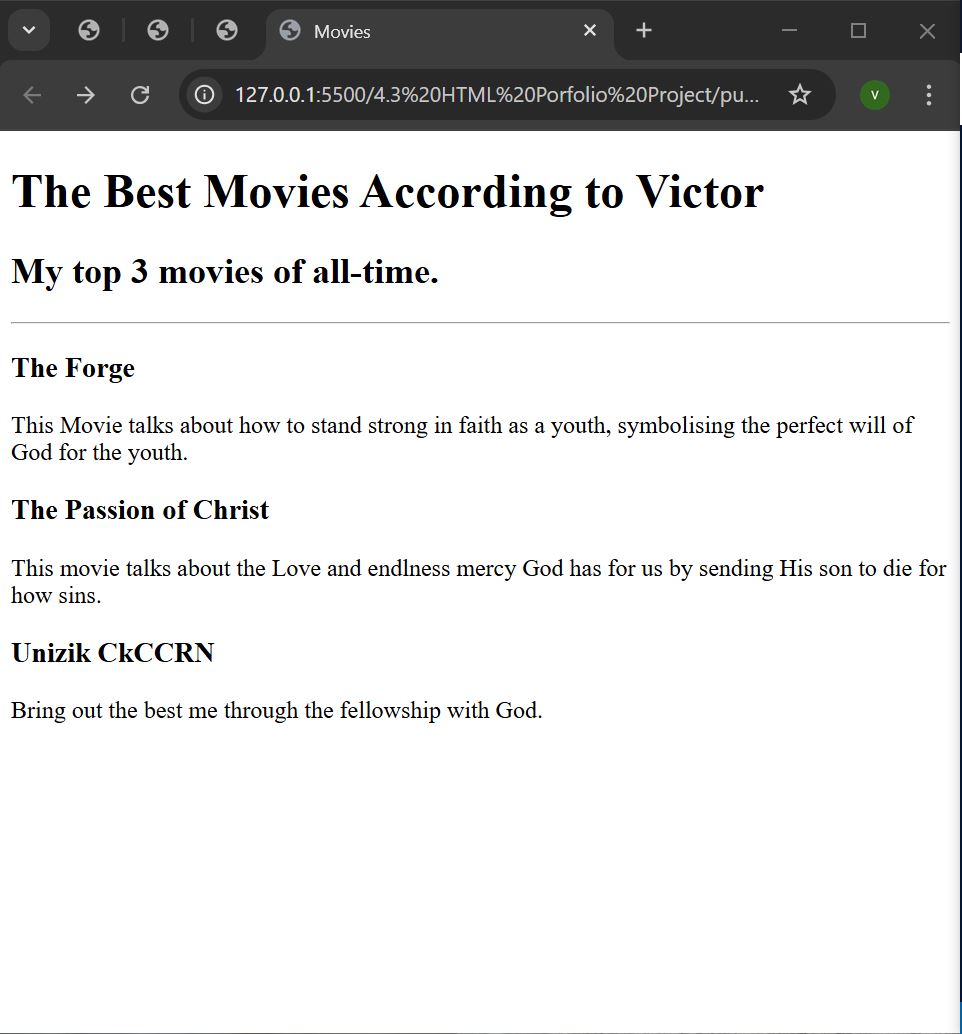 Movies
127.0.0.1:5500/4.3%20HTML%20Porfolio%20Project/pu...
V
The Best Movies According to Victor
My top 3 movies of all-time.
The Forge
This Movie talks about how to stand strong in faith as a youth, symbolising the perfect will of
God for the youth.
The Passion of Christ
This movie talks about the Love and endlness mercy God has for us by sending His son to die for
how sins.
Unizik CkCCRN
Bring out the best me through the fellowship with God.